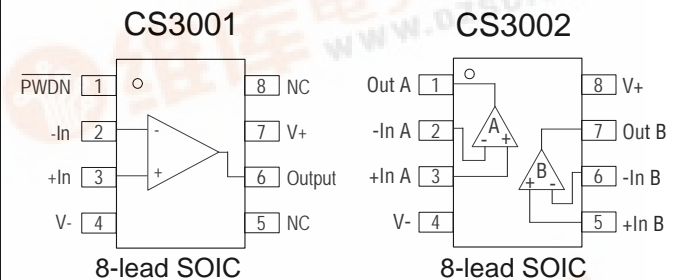 CS3001
PWDN 1
-In 2
+In 3
V- 4
8 NC
7 V+
6 Output
5 NC
-
+
8-lead SOIC
CS3002
Out A 1
-In A 2
+In A 3
V- 4
8 V+
7 Out B
6 -In B
5 +In B
A
- +
B
+ -
8-lead SOIC